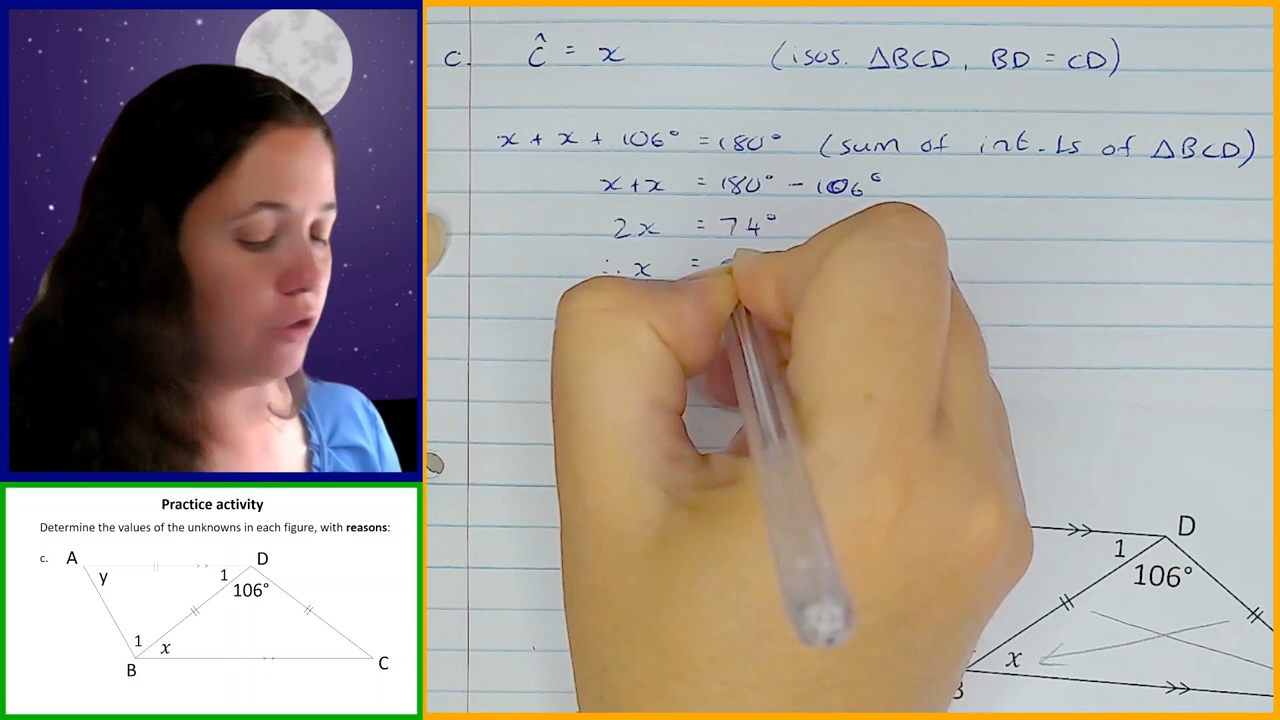 c. Ĉ = x (isos. ΔBCD, BD = CD)
x + x + 106° = 180° (sum of int. ∠s of ΔBCD)
x + x = 180° - 106°
2x = 74°
∴ x =
Practice activity
Determine the values of the unknowns in each figure, with reasons:
c.
A
D
y
1
106°
1
x
B
C
D
1
106°
x